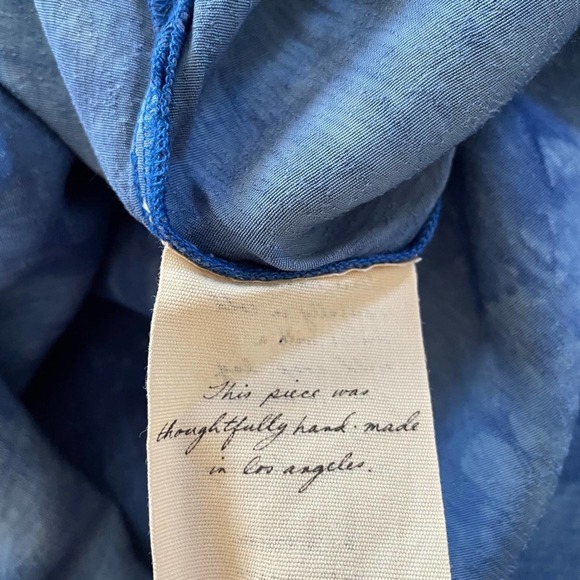 This piece was
thoughtfully hand-made
in los angeles.